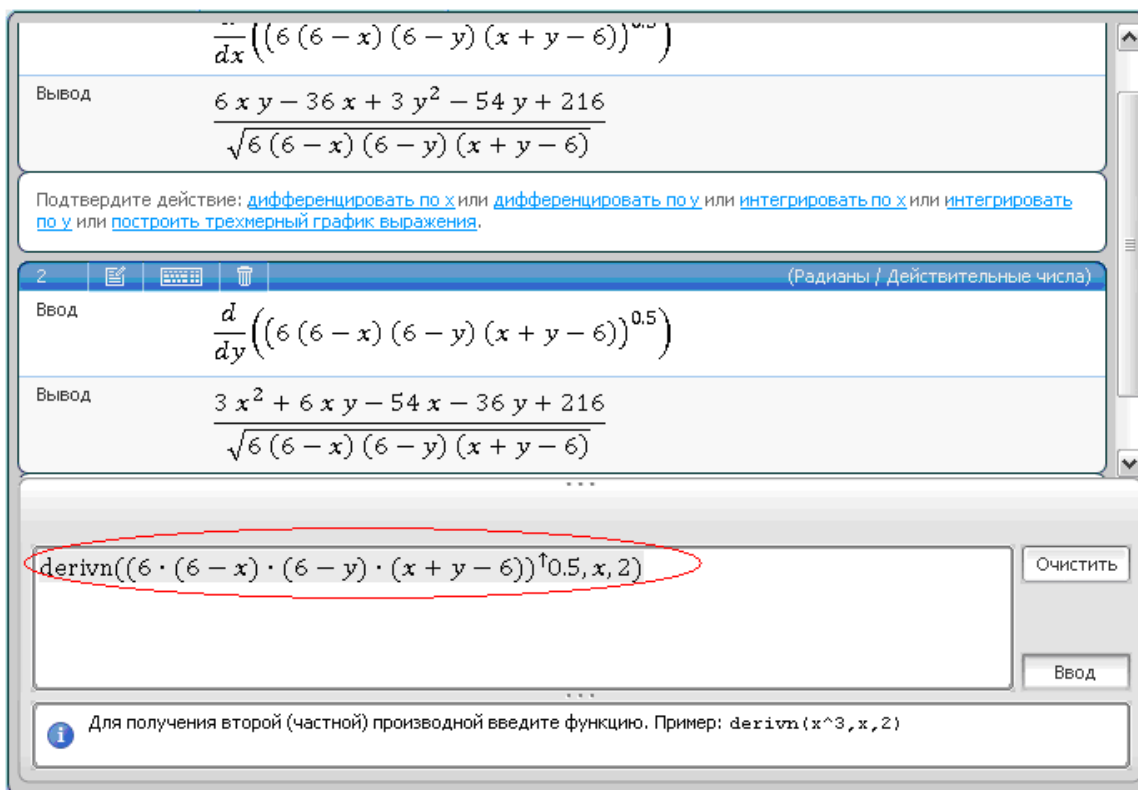 d/dx((6 (6 − x) (6 − y) (x + y − 6))^0.5)
Вывод
(6 x y − 36 x + 3 y² − 54 y + 216) / √(6 (6 − x) (6 − y) (x + y − 6))
Подтвердите действие: дифференцировать по x или дифференцировать по y или интегрировать по x или интегрировать
по y или построить трехмерный график выражения.
2 (Радианы / Действительные числа)
Ввод
d/dy((6 (6 − x) (6 − y) (x + y − 6))^0.5)
Вывод
(3 x² + 6 x y − 54 x − 36 y + 216) / √(6 (6 − x) (6 − y) (x + y − 6))
derivn((6 · (6 − x) · (6 − y) · (x + y − 6))↑0.5, x, 2)
Очистить
Ввод
Для получения второй (частной) производной введите функцию. Пример: derivn(x^3,x,2)